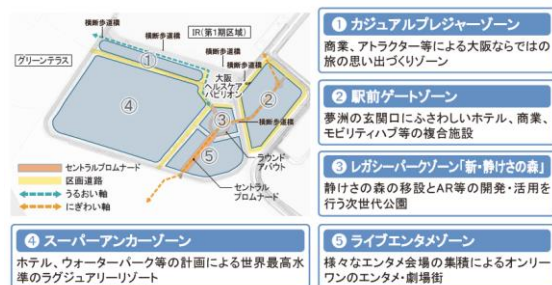 横断歩道橋
IR(第1期区域)
横断歩道橋
横断歩道橋
グリーンテラス
①
大阪
ヘルスケア
パビリオン
横断歩道橋
②
④
③
横断歩道橋
⑤
ラウンド
アバウト
セントラル
プロムナード
セントラルプロムナード
区画道路
うるおい軸
にぎわい軸
① カジュアルプレジャーゾーン
商業、アトラクター等による大阪ならではの
旅の思い出づくりゾーン
② 駅前ゲートゾーン
夢洲の玄関口にふさわしいホテル、商業、
モビリティハブ等の複合施設
③ レガシーパークゾーン「新・静けさの森」
静けさの森の移設とAR等の開発・活用を
行う次世代公園
④ スーパーアンカーゾーン
ホテル、ウォーターパーク等の計画による世界最高水
準のラグジュアリーリゾート
⑤ ライブエンタメゾーン
様々なエンタメ会場の集積によるオンリー
ワンのエンタメ・劇場街